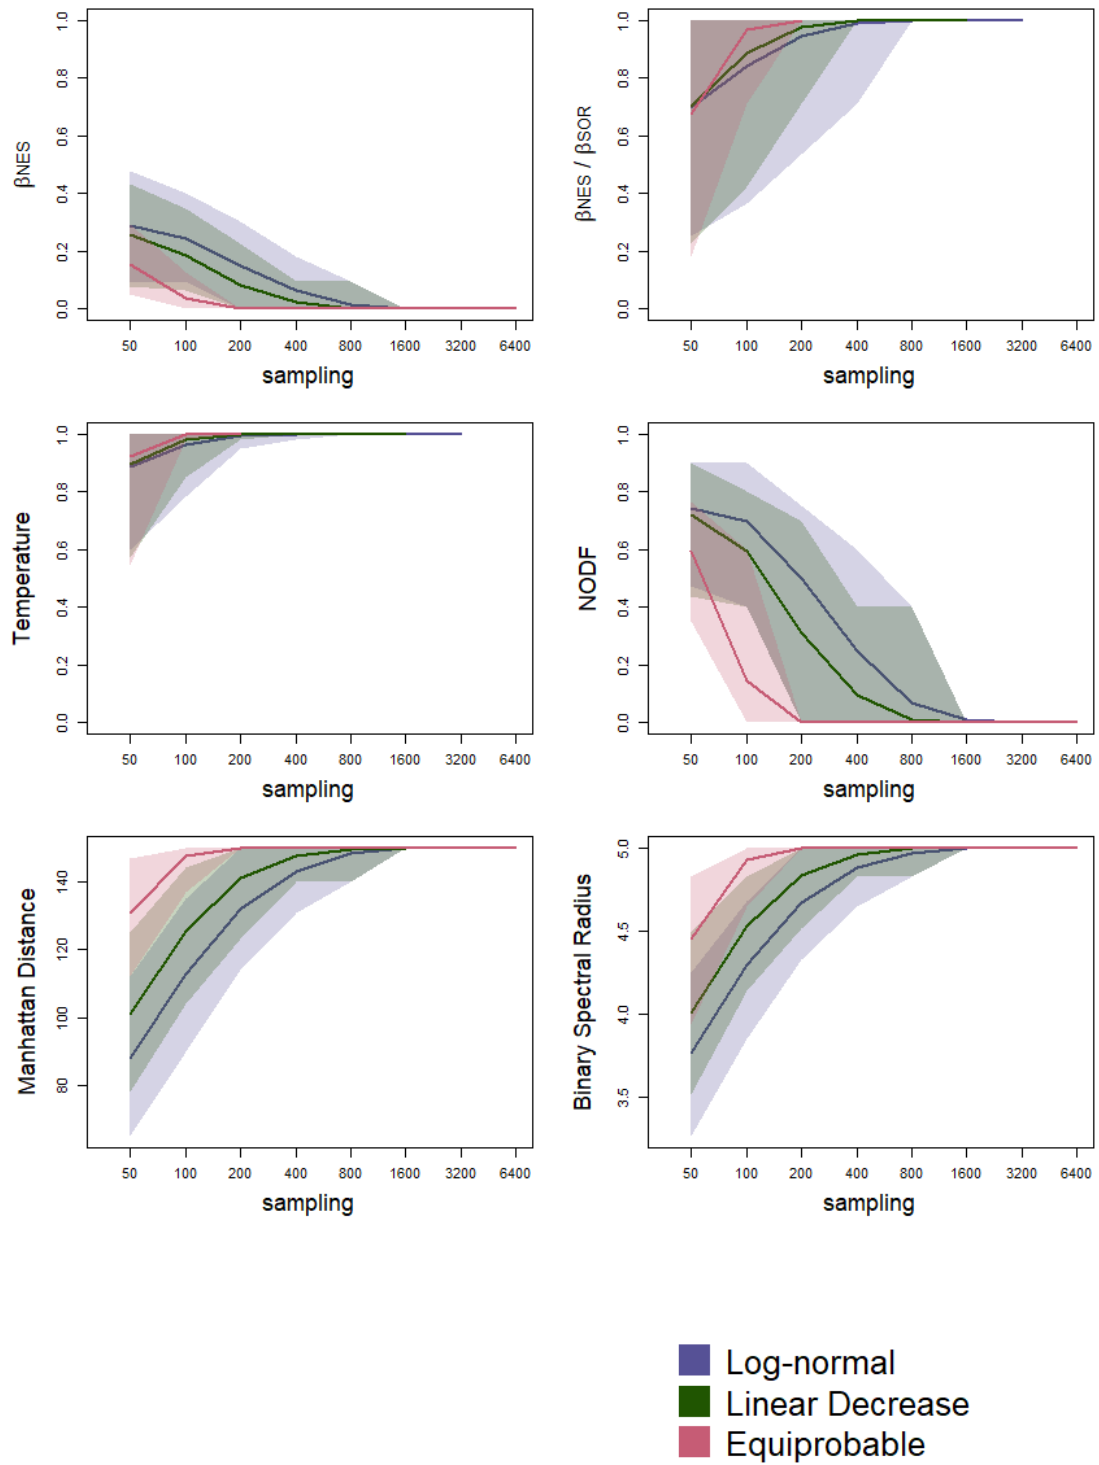 βNES
1.0
0.8
0.6
0.4
0.2
0.0
50 100 200 400 800 1600 3200 6400
sampling
βNES / βSOR
1.0
0.8
0.6
0.4
0.2
0.0
50 100 200 400 800 1600 3200 6400
sampling
Temperature
1.0
0.8
0.6
0.4
0.2
0.0
50 100 200 400 800 1600 3200 6400
sampling
NODF
1.0
0.8
0.6
0.4
0.2
0.0
50 100 200 400 800 1600 3200 6400
sampling
Manhattan Distance
140
120
100
80
50 100 200 400 800 1600 3200 6400
sampling
Binary Spectral Radius
5.0
4.5
4.0
3.5
50 100 200 400 800 1600 3200 6400
sampling
Log-normal
Linear Decrease
Equiprobable